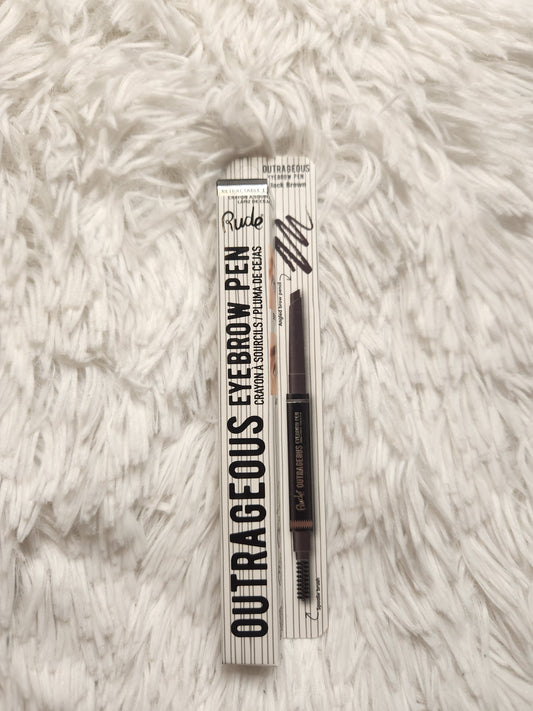 OUTRAGEOUS
EYEBROW PEN
Black Brown
RETRACTABLE
Rude
OUTRAGEOUS EYEBROW PEN
CRAYON À SOURCILS / PLUMA DE CEJAS
Angled brow pencil
Rude OUTRAGEOUS EYEBROW PEN
Spoolie brush